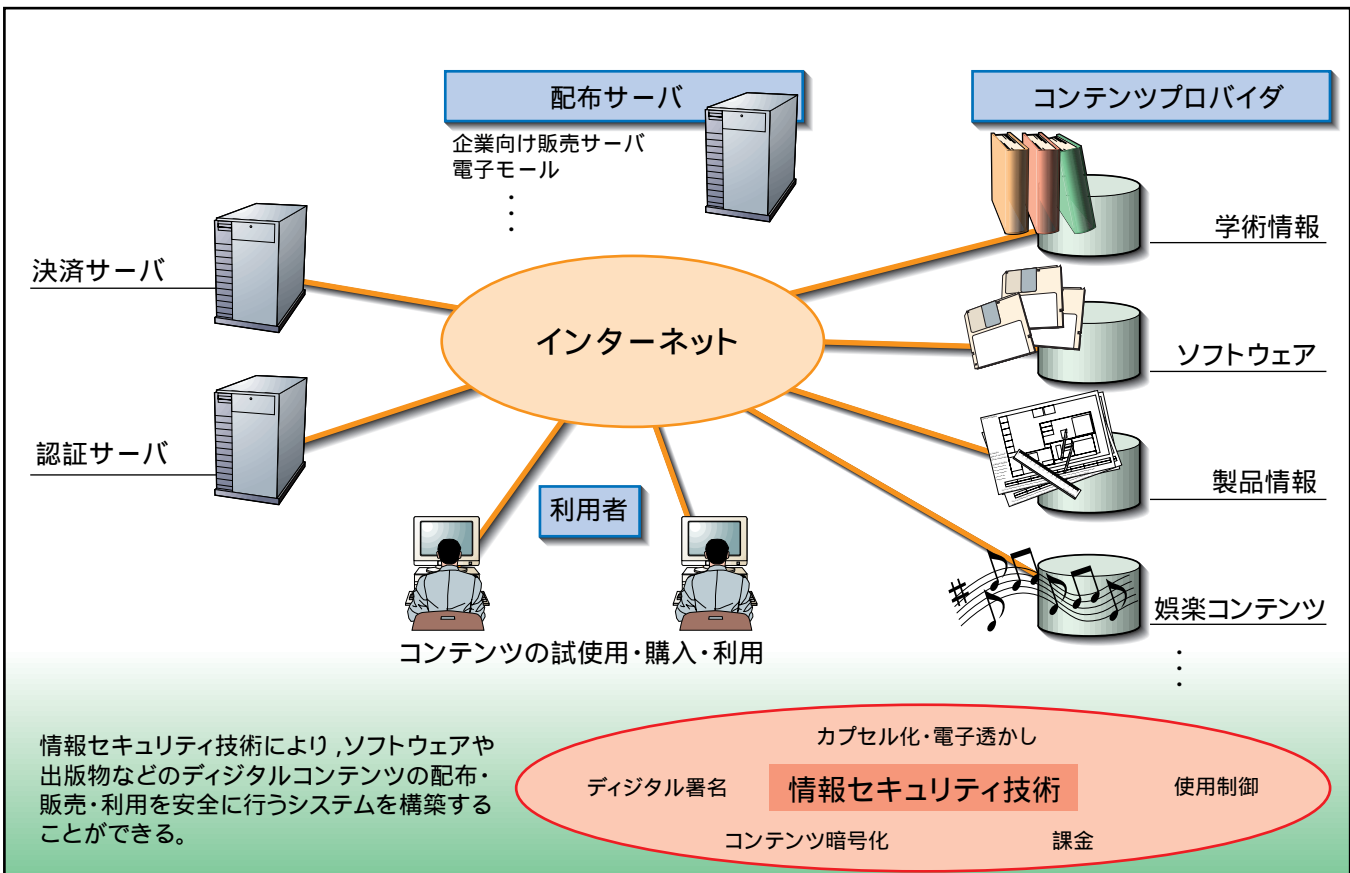 配布サーバ
コンテンツプロバイダ
企業向け販売サーバ
電子モール
・
・
・
学術情報
決済サーバ
インターネット
ソフトウェア
認証サーバ
製品情報
利用者
娯楽コンテンツ
・
・
・
コンテンツの試使用・購入・利用
情報セキュリティ技術により,ソフトウェアや
出版物などのディジタルコンテンツの配布・
販売・利用を安全に行うシステムを構築する
ことができる。
カプセル化・電子透かし
ディジタル署名
情報セキュリティ技術
使用制御
コンテンツ暗号化
課金